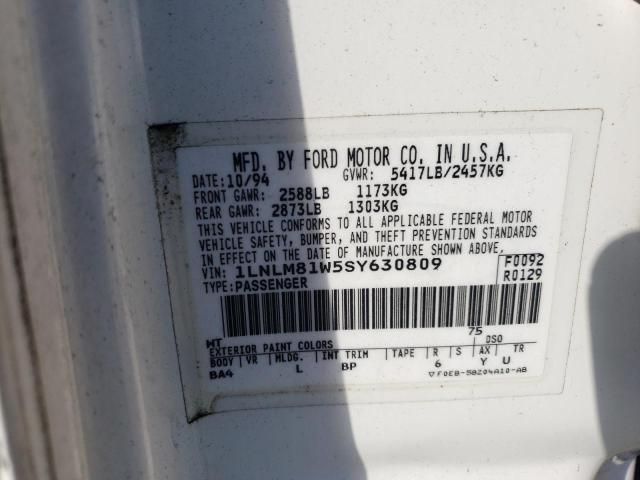 MFD. BY FORD MOTOR CO. IN U.S.A.
DATE: 10/94 GVWR: 5417LB/2457KG
FRONT GAWR: 2588LB 1173KG
REAR GAWR: 2873LB 1303KG
THIS VEHICLE CONFORMS TO ALL APPLICABLE FEDERAL MOTOR
VEHICLE SAFETY, BUMPER, AND THEFT PREVENTION STANDARDS
IN EFFECT ON THE DATE OF MANUFACTURE SHOWN ABOVE.
VIN: 1LNLM81W5SY630809 F0092
TYPE: PASSENGER R0129
WT 75
EXTERIOR PAINT COLORS DSO
BODY VR MLDG. INT TRIM TAPE R S AX TR
BA4 L BP 6 Y U
▽F0EB-58204A10-AB